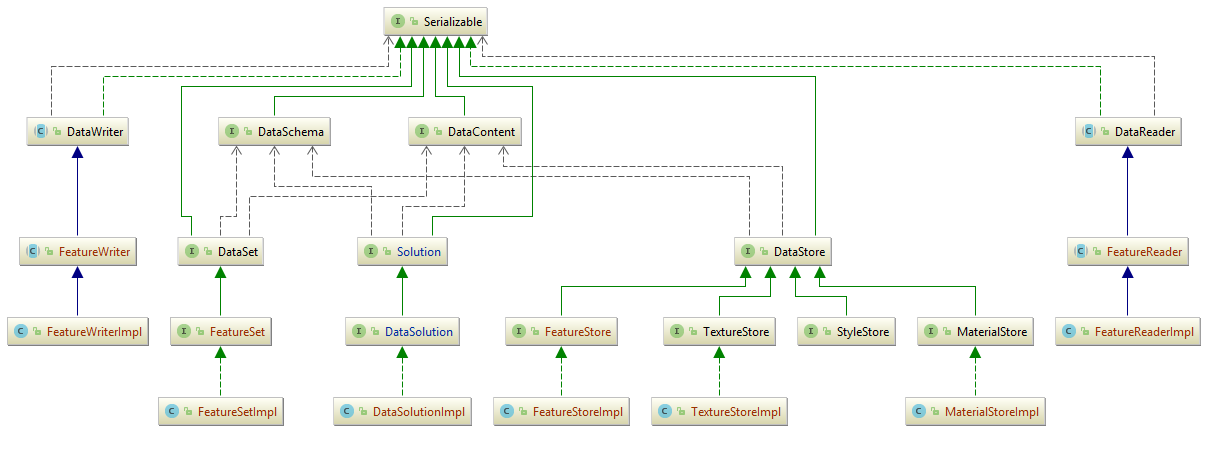 I Serializable
C DataWriter
I DataSchema
I DataContent
C DataReader
C FeatureWriter
I DataSet
I Solution
I DataStore
C FeatureReader
C FeatureWriterImpl
I FeatureSet
I DataSolution
I FeatureStore
I TextureStore
I StyleStore
I MaterialStore
C FeatureReaderImpl
C FeatureSetImpl
C DataSolutionImpl
C FeatureStoreImpl
C TextureStoreImpl
C MaterialStoreImpl